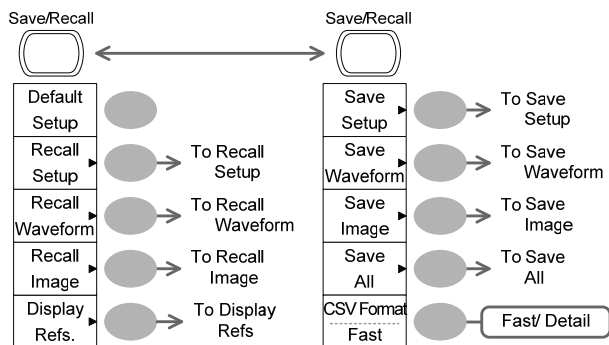 Save/Recall
Default
Setup
Recall
Setup
To Recall
Setup
Recall
Waveform
To Recall
Waveform
Recall
Image
To Recall
Image
Display
Refs.
To Display
Refs
Save/Recall
Save
Setup
To Save
Setup
Save
Waveform
To Save
Waveform
Save
Image
To Save
Image
Save
All
To Save
All
CSV Format
Fast
Fast/ Detail